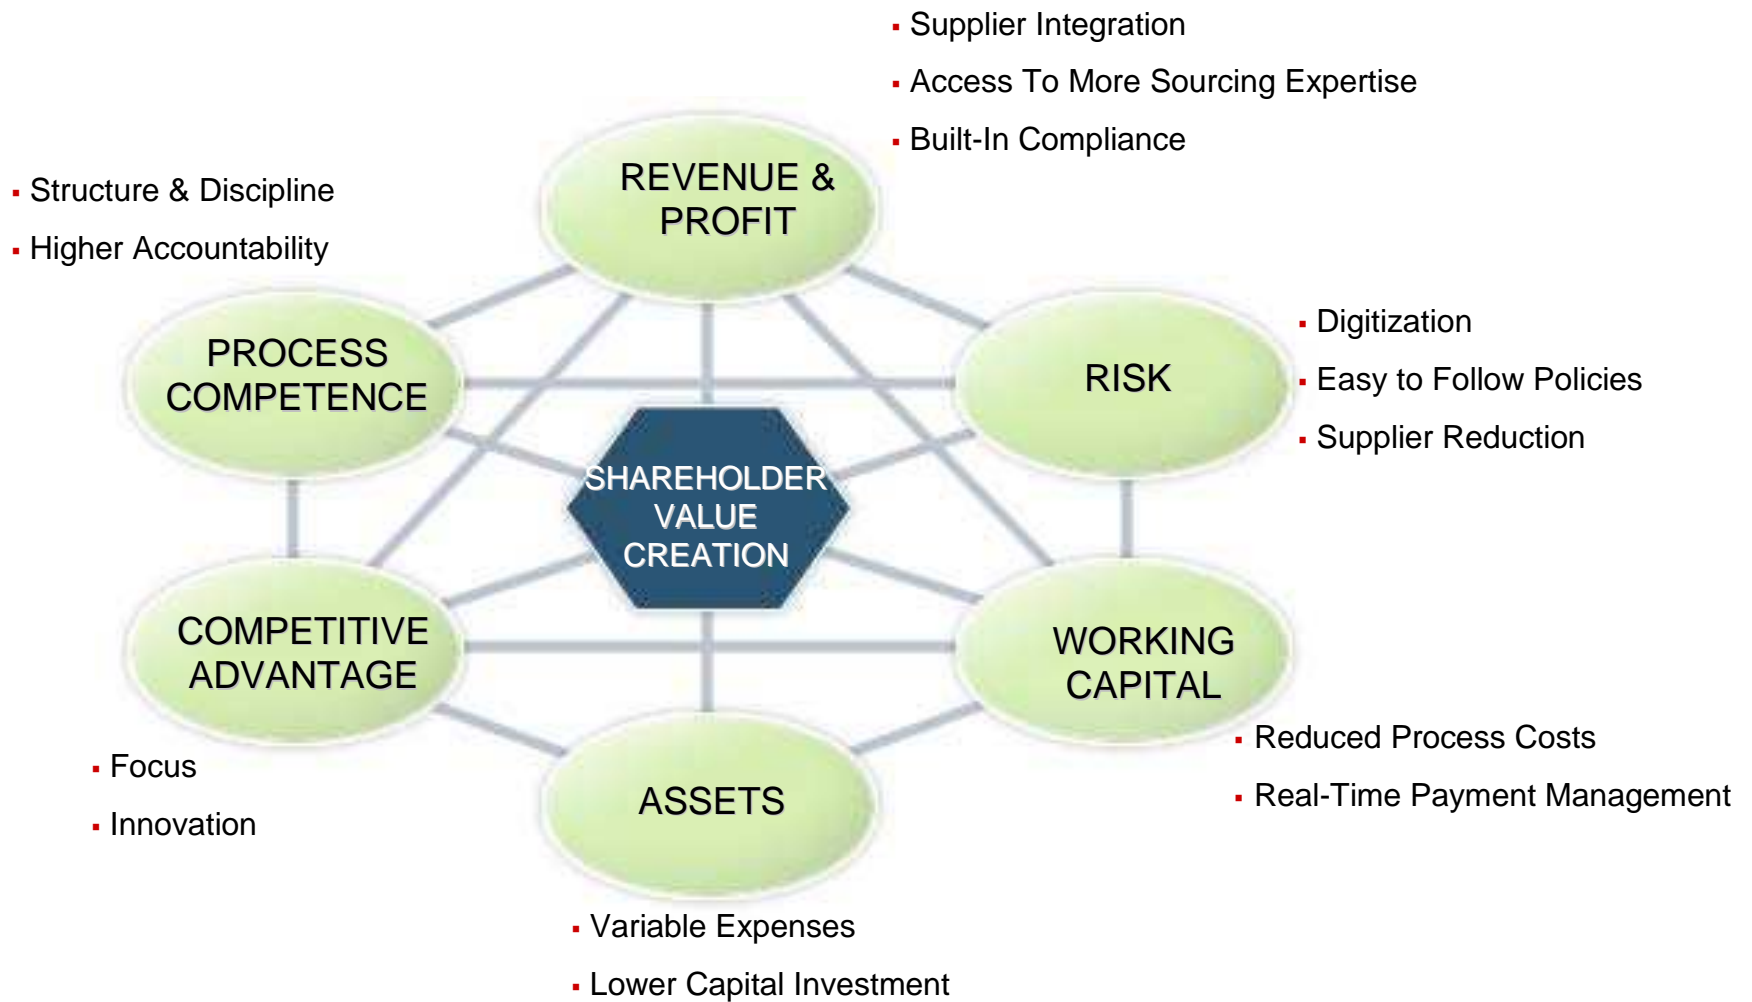 ▪ Supplier Integration
▪ Access To More Sourcing Expertise
▪ Built-In Compliance
REVENUE &
PROFIT
▪ Structure & Discipline
▪ Higher Accountability
PROCESS
COMPETENCE
RISK
▪ Digitization
▪ Easy to Follow Policies
▪ Supplier Reduction
SHAREHOLDER
VALUE
CREATION
COMPETITIVE
ADVANTAGE
▪ Focus
▪ Innovation
WORKING
CAPITAL
▪ Reduced Process Costs
▪ Real-Time Payment Management
ASSETS
▪ Variable Expenses
▪ Lower Capital Investment